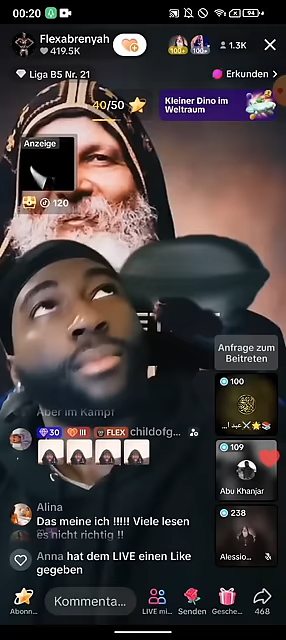 00:20
94
Flexabrenyah
419.5K
100+
100+
1.3K
Liga B5 Nr. 21
Erkunden
40/50
Kleiner Dino im
Weltraum
Anzeige
120
Anfrage zum
Beitreten
100
Aber im Kampf
30 III FLEX childofg...
109
Abu Khanjar
Alina
Das meine ich !!!!! Viele lesen
es nicht richtig !!
238
Alessio...
Anna hat dem LIVE einen Like
gegeben
Abonn...
Kommenta...
LIVE mi...
Senden
Gesche...
468